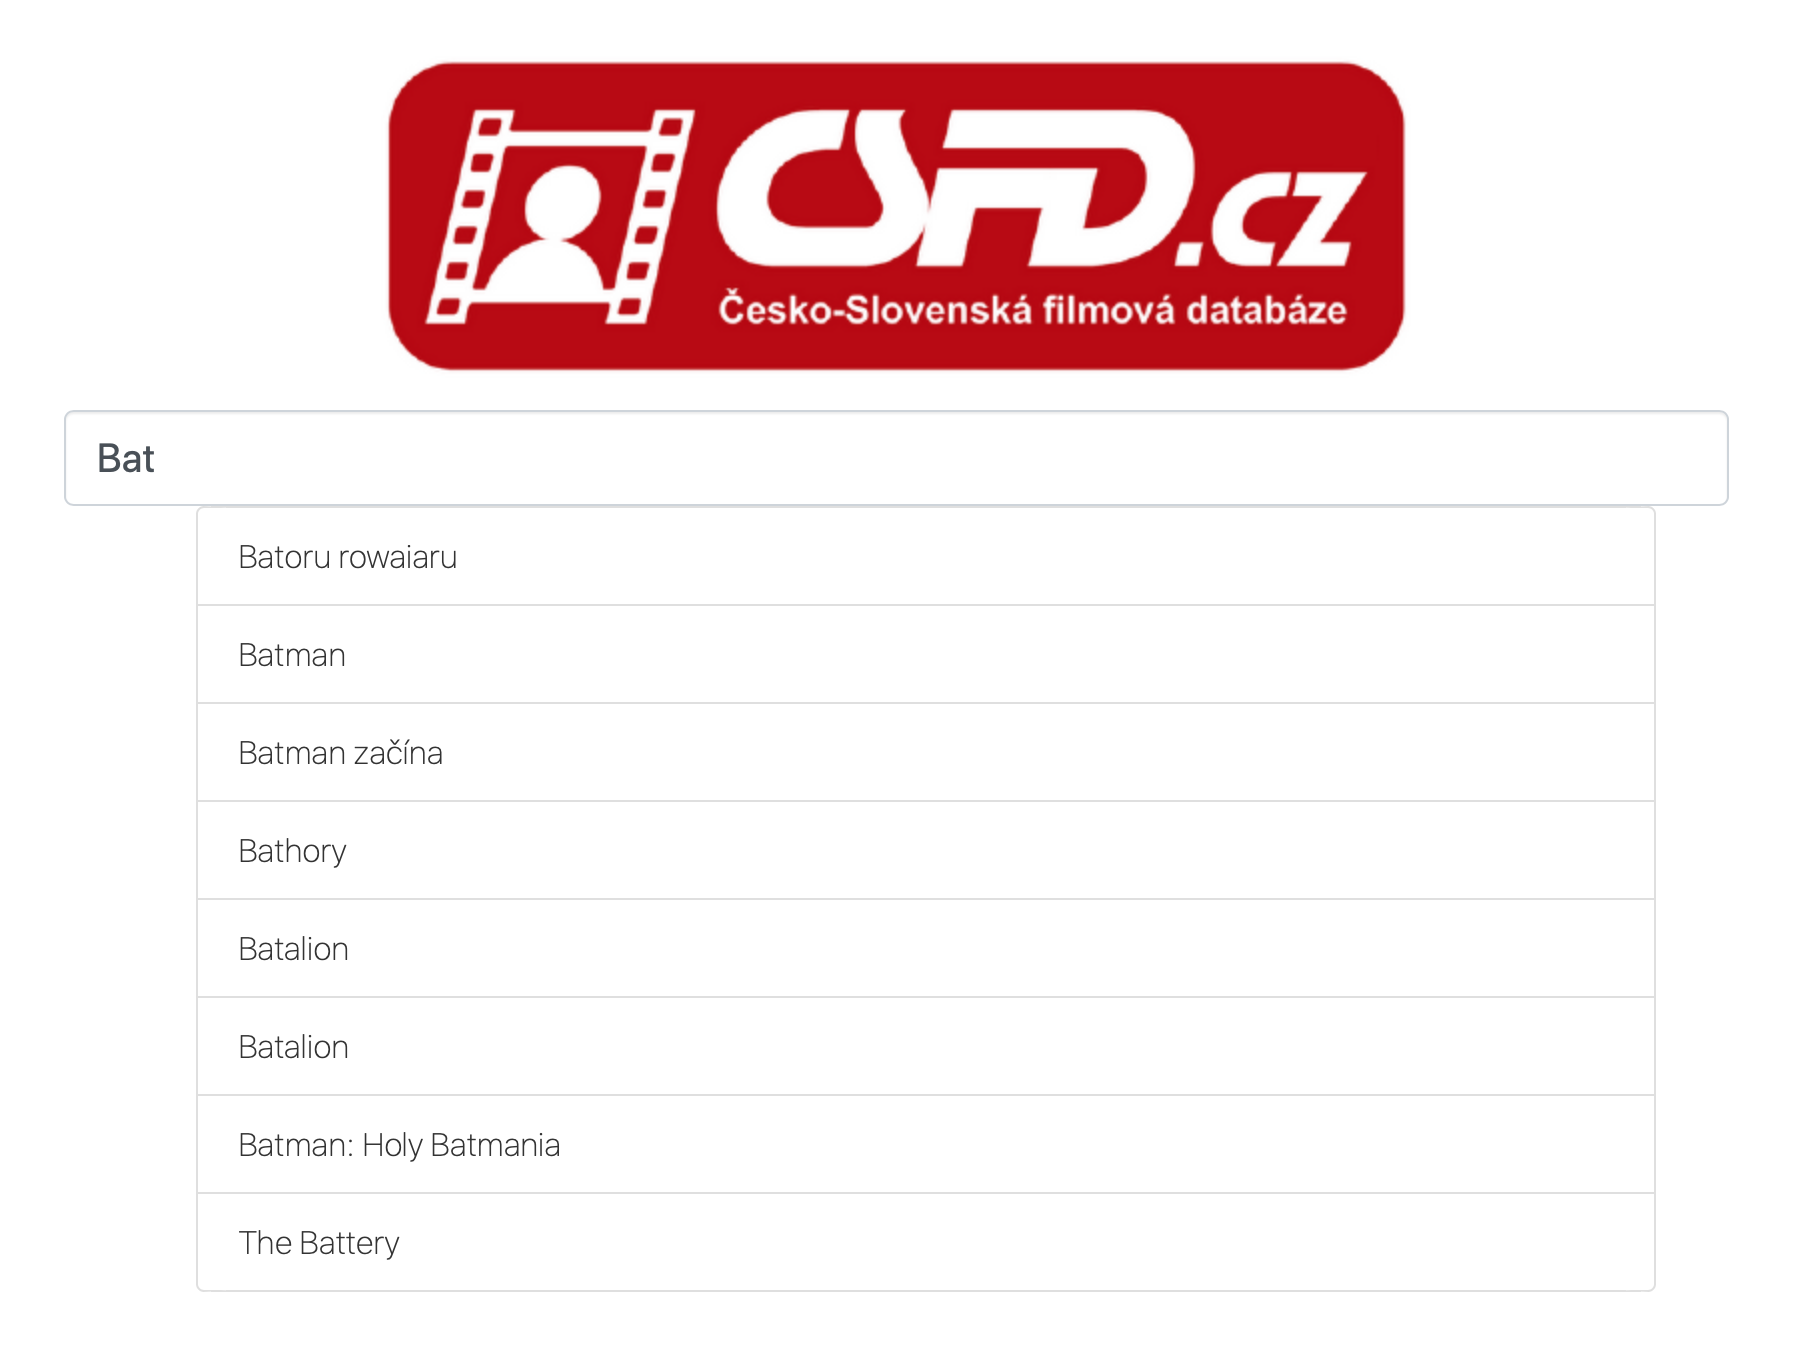 CSFD.cz
Česko-Slovenská filmová databáze
Bat
Batoru rowaiaru
Batman
Batman začína
Bathory
Batalion
Batalion
Batman: Holy Batmania
The Battery